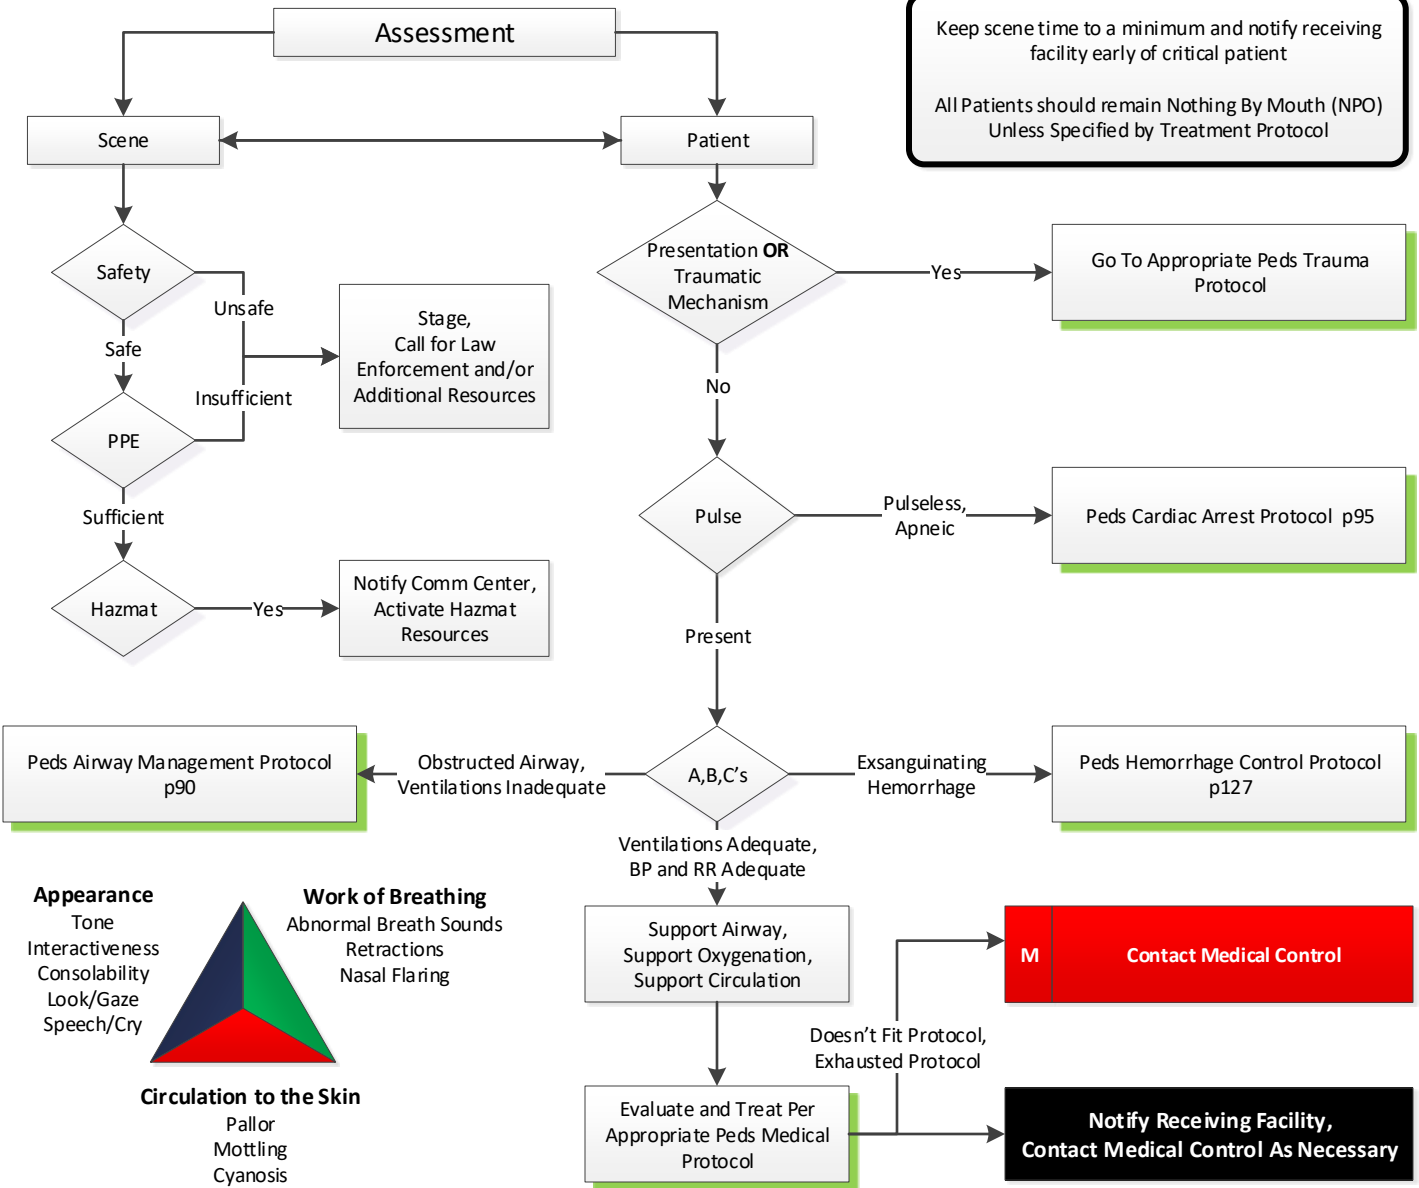 Assessment
Keep scene time to a minimum and notify receiving
facility early of critical patient
All Patients should remain Nothing By Mouth (NPO)
Unless Specified by Treatment Protocol
Scene
Patient
Safety
Unsafe
Safe
Stage,
Call for Law
Enforcement and/or
Additional Resources
Insufficient
PPE
Sufficient
Hazmat
Yes
Notify Comm Center,
Activate Hazmat
Resources
Presentation OR
Traumatic
Mechanism
Yes
Go To Appropriate Peds Trauma
Protocol
No
Pulse
Pulseless,
Apneic
Peds Cardiac Arrest Protocol p95
Present
Peds Airway Management Protocol
p90
Obstructed Airway,
Ventilations Inadequate
A,B,C's
Exsanguinating
Hemorrhage
Peds Hemorrhage Control Protocol
p127
Ventilations Adequate,
BP and RR Adequate
Appearance
Tone
Interactiveness
Consolability
Look/Gaze
Speech/Cry
Work of Breathing
Abnormal Breath Sounds
Retractions
Nasal Flaring
Circulation to the Skin
Pallor
Mottling
Cyanosis
Support Airway,
Support Oxygenation,
Support Circulation
M
Contact Medical Control
Doesn't Fit Protocol,
Exhausted Protocol
Evaluate and Treat Per
Appropriate Peds Medical
Protocol
Notify Receiving Facility,
Contact Medical Control As Necessary